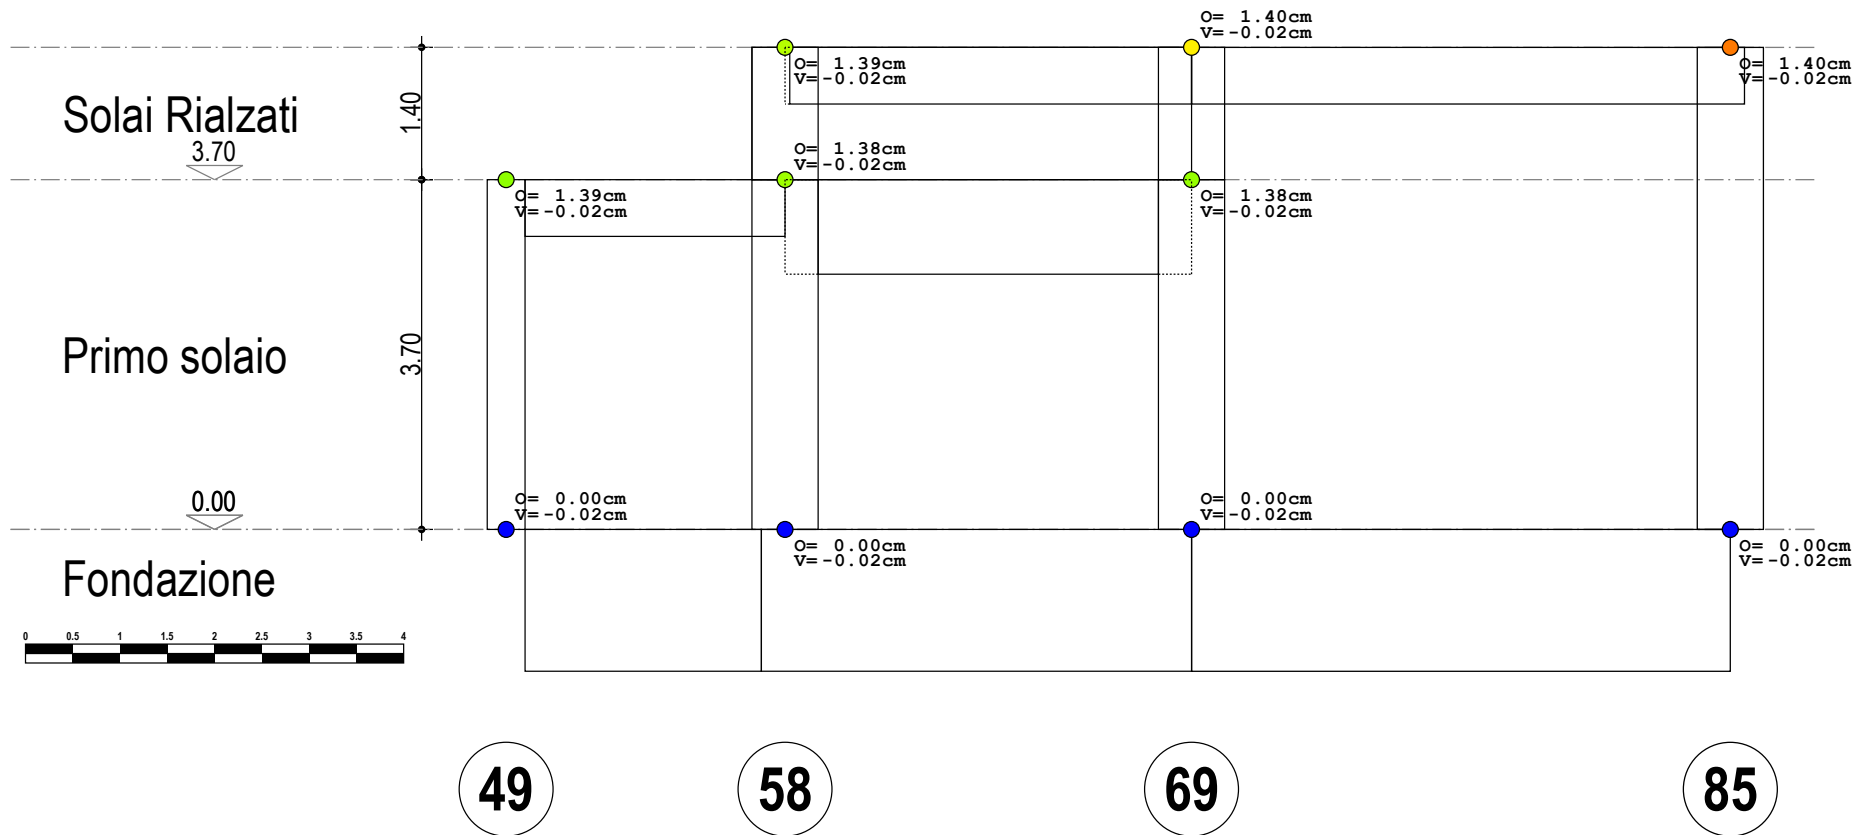 O= 1.40cm
V=-0.02cm
O= 1.39cm
V=-0.02cm
O= 1.40cm
V=-0.02cm
Solai Rialzati
1.40
3.70
O= 1.38cm
V=-0.02cm
O= 1.39cm
V=-0.02cm
O= 1.38cm
V=-0.02cm
Primo solaio
3.70
0.00
O= 0.00cm
V=-0.02cm
O= 0.00cm
V=-0.02cm
O= 0.00cm
V=-0.02cm
O= 0.00cm
V=-0.02cm
Fondazione
0 0.5 1 1.5 2 2.5 3 3.5 4
49 58 69 85